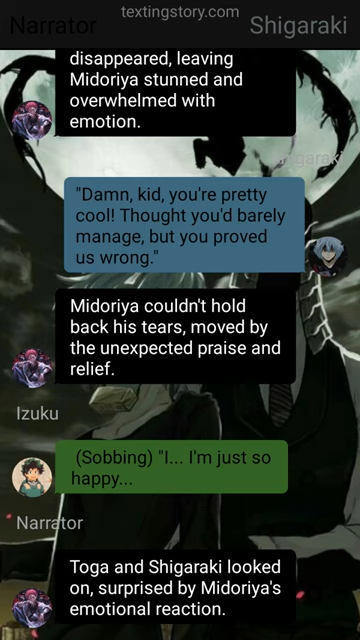 textingstory.com
Narrator
Shigaraki
disappeared, leaving
Midoriya stunned and
overwhelmed with
emotion.
Shigaraki
"Damn, kid, you're pretty
cool! Thought you'd barely
manage, but you proved
us wrong."
Midoriya couldn't hold
back his tears, moved by
the unexpected praise and
relief.
Izuku
(Sobbing) "I... I'm just so
happy...
Narrator
Toga and Shigaraki looked
on, surprised by Midoriya's
emotional reaction.